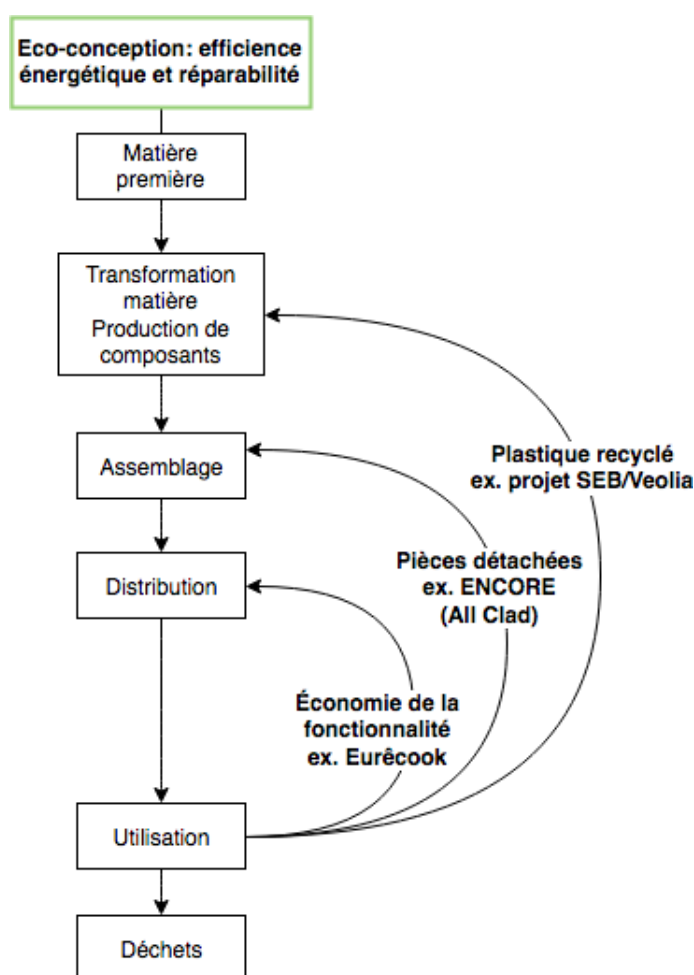 Eco-conception: efficience
énergétique et réparabilité
Matière
première
Transformation
matière
Production de
composants
Plastique recyclé
ex. projet SEB/Veolia
Assemblage
Pièces détachées
ex. ENCORE
(All Clad)
Distribution
Économie de la
fonctionnalité
ex. Eurêcook
Utilisation
Déchets